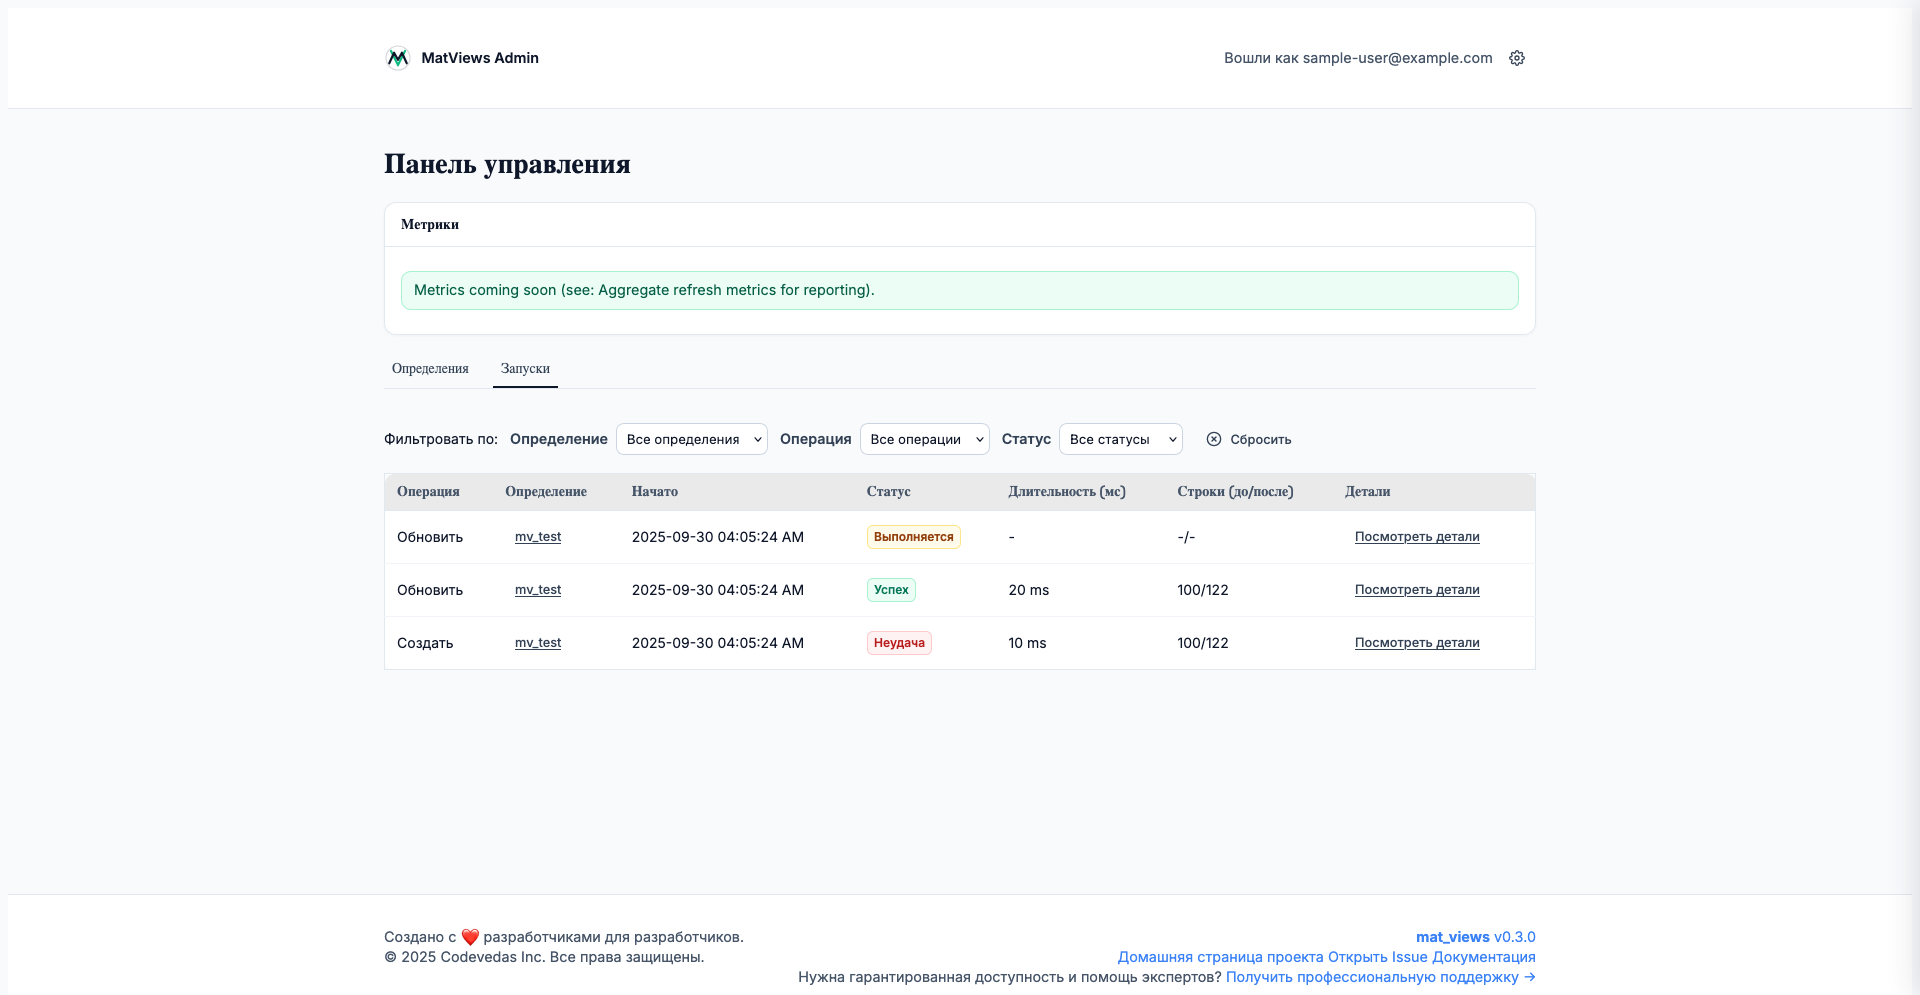 MatViews Admin
Вошли как sample-user@example.com
Панель управления
Метрики
Metrics coming soon (see: Aggregate refresh metrics for reporting).
Определения Запуски
Фильтровать по: Определение Все определения Операция Все операции Статус Все статусы Сбросить
Операция Определение Начато Статус Длительность (мс) Строки (до/после) Детали
Обновить mv_test 2025-09-30 04:05:24 AM Выполняется - -/- Посмотреть детали
Обновить mv_test 2025-09-30 04:05:24 AM Успех 20 ms 100/122 Посмотреть детали
Создать mv_test 2025-09-30 04:05:24 AM Неудача 10 ms 100/122 Посмотреть детали
Создано с ❤️ разработчиками для разработчиков.
© 2025 Codevedas Inc. Все права защищены.
mat_views v0.3.0
Домашняя страница проекта Открыть Issue Документация
Нужна гарантированная доступность и помощь экспертов? Получить профессиональную поддержку →